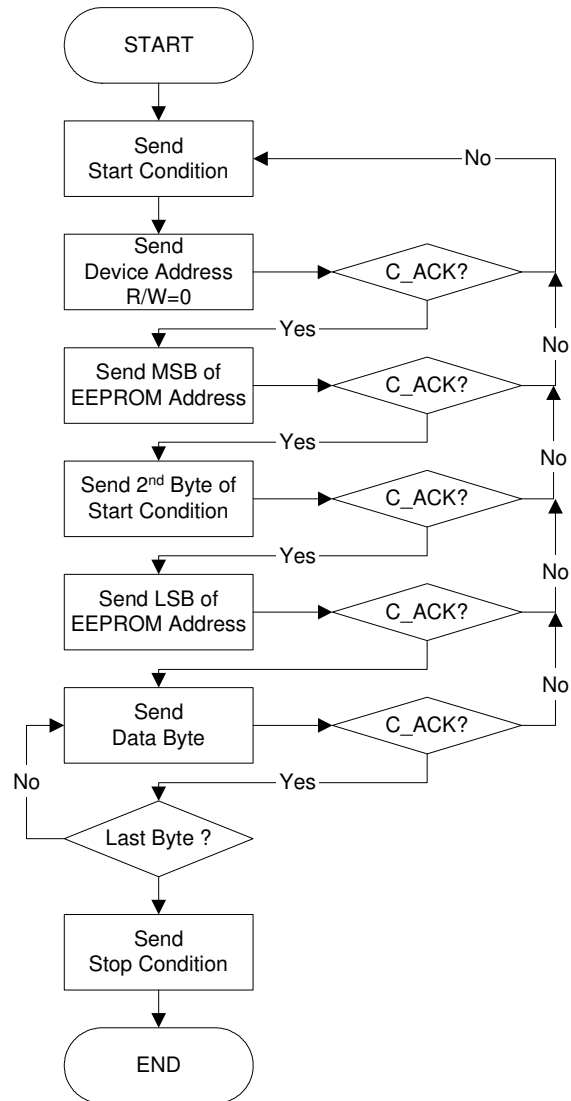 START
Send
Start Condition
No
Send
Device Address
R/W=0
C_ACK?
Yes
No
Send MSB of
EEPROM Address
C_ACK?
Yes
No
Send 2nd Byte of
Start Condition
C_ACK?
Yes
No
Send LSB of
EEPROM Address
C_ACK?
No
Send
Data Byte
C_ACK?
No
Yes
Last Byte ?
Send
Stop Condition
END